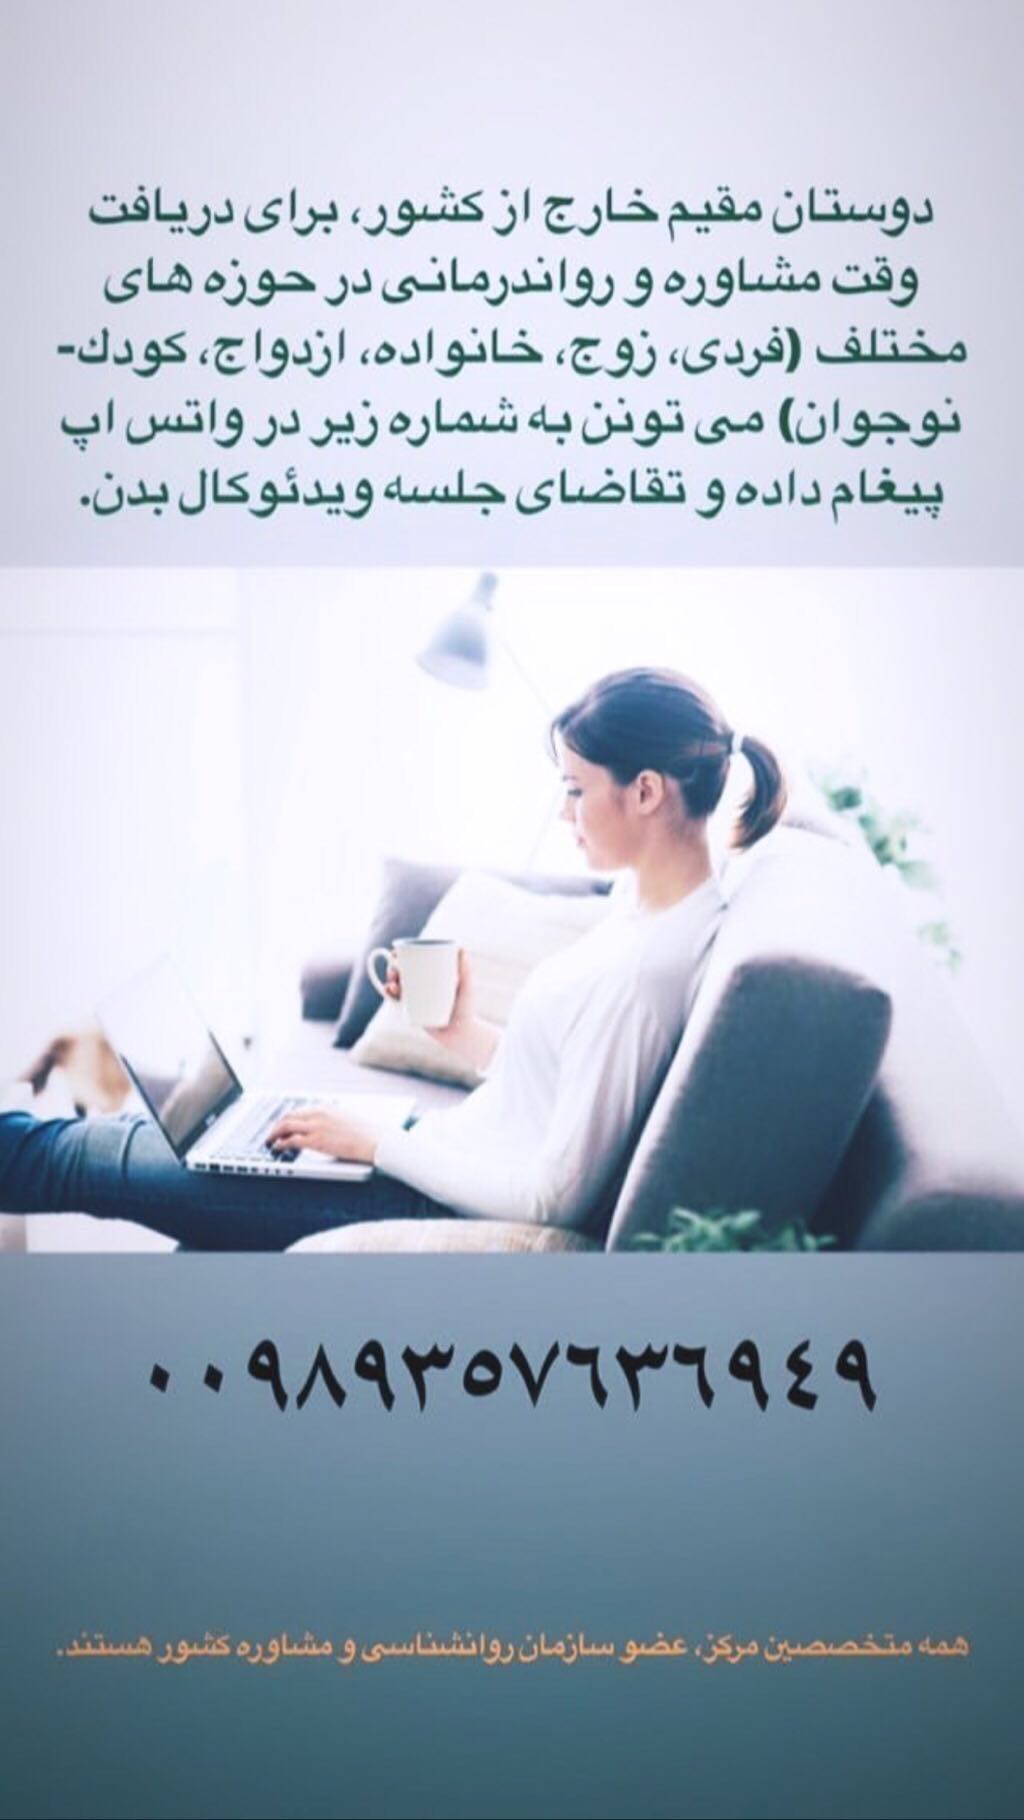 دوستان مقیم خارج از کشور، برای دریافت
وقت مشاوره و رواندرمانی در حوزه های
مختلف (فردی، زوج، خانواده، ازدواج، کودك-
نوجوان) می تونن به شماره زیر در واتس اپ
پیغام داده و تقاضای جلسه ویدئوکال بدن.
٠٠٩٨٩٣٥٧٦٣٦٩٤٩
همه متخصصین مرکز، عضو سازمان روانشناسی و مشاوره کشور هستند.